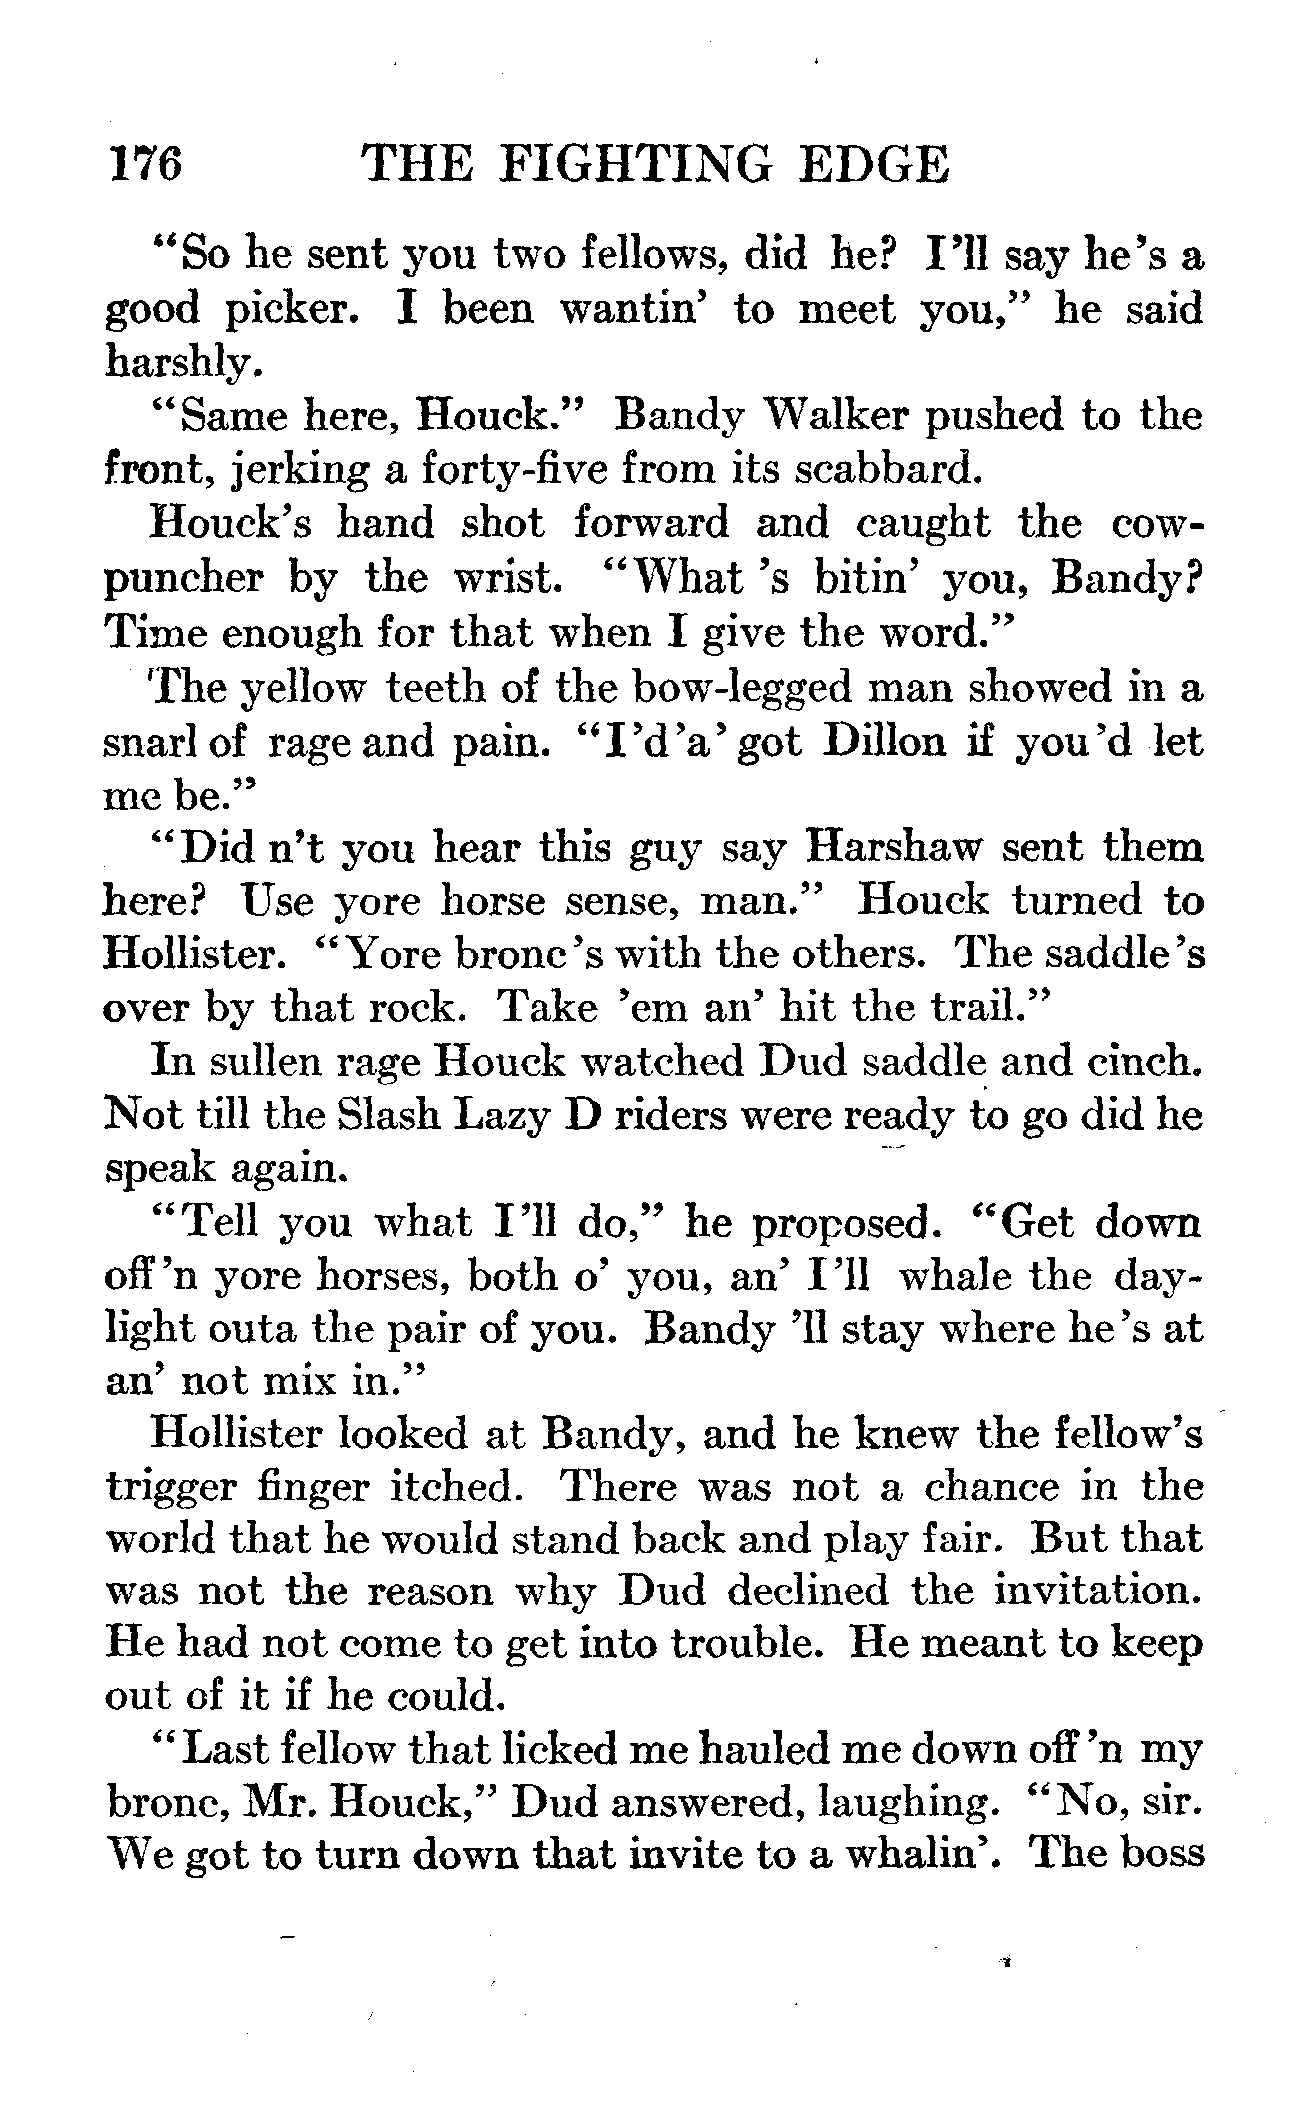 176 THE FIGHTING EDGE
“So he sent you two fellows, did he? I’ll say he’s a
good picker. I been wantin’ to meet you,” he said
harshly.
“Same here, Houck.” Bandy Walker pushed to the
front, jerking a forty-five from its scabbard.
Houck’s hand shot forward and caught the cow-
puncher by the wrist. “What ’s bitin’ you, Bandy?
Time enough for that when I give the word.”
The yellow teeth of the bow-legged man showed in a
snarl of rage and pain. “I’d ’a’ got Dillon if you ’d let
me be.”
“Did n’t you hear this guy say Harshaw sent them
here? Use yore horse sense, man.” Houck turned to
Hollister. “Yore bronc ’s with the others. The saddle ’s
over by that rock. Take ’em an’ hit the trail.”
In sullen rage Houck watched Dud saddle and cinch.
Not till the Slash Lazy D riders were ready to go did he
speak again.
“Tell you what I ’ll do,” he proposed. “Get down
off ’n yore horses, both o’ you, an’ I ’ll whale the day-
light outa the pair of you. Bandy ’ll stay where he ’s at
an’ not mix in.”
Hollister looked at Bandy, and he knew the fellow’s
trigger finger itched. There was not a chance in the
world that he would stand back and play fair. But that
was not the reason why Dud declined the invitation.
He had not come to get into trouble. He meant to keep
out of it if he could.
“Last fellow that licked me hauled me down off ’n my
bronc, Mr. Houck,” Dud answered, laughing. “No, sir.
We got to turn down that invite to a whalin’. The boss